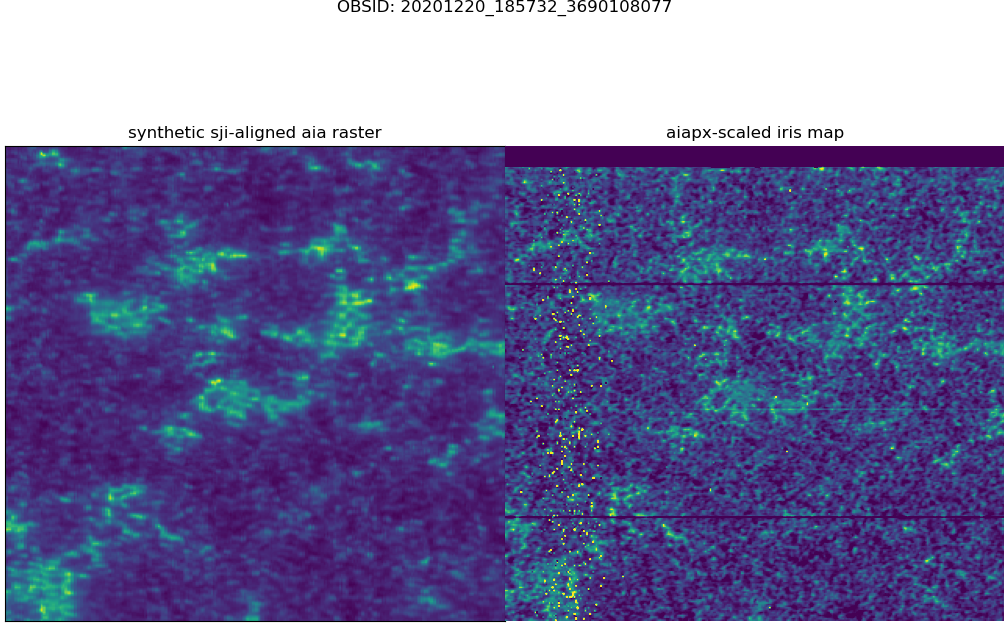 OBSID: 20201220_185732_3690108077
synthetic sji-aligned aia raster
aiapx-scaled iris map